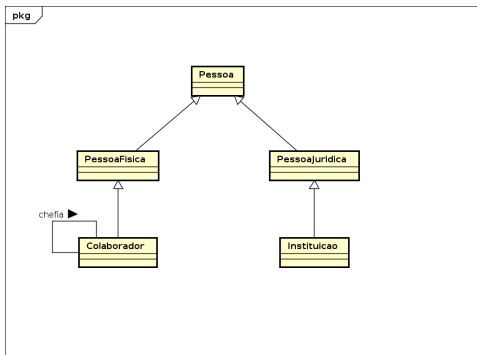 pkg
Pessoa
PessoaFisica
PessoaJuridica
chefia
Colaborador
Instituicao